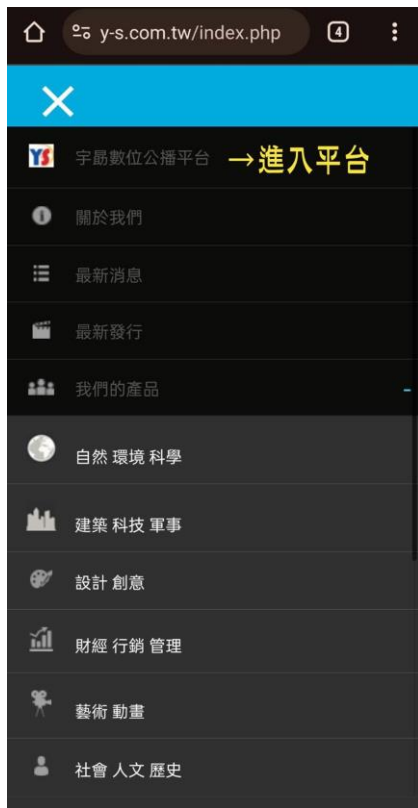 y-s.com.tw/index.php 4
YS 宇勗數位公播平台 →進入平台
關於我們
最新消息
最新發行
我們的產品 -
自然 環境 科學
建築 科技 軍事
設計 創意
財經 行銷 管理
藝術 動畫
社會 人文 歷史